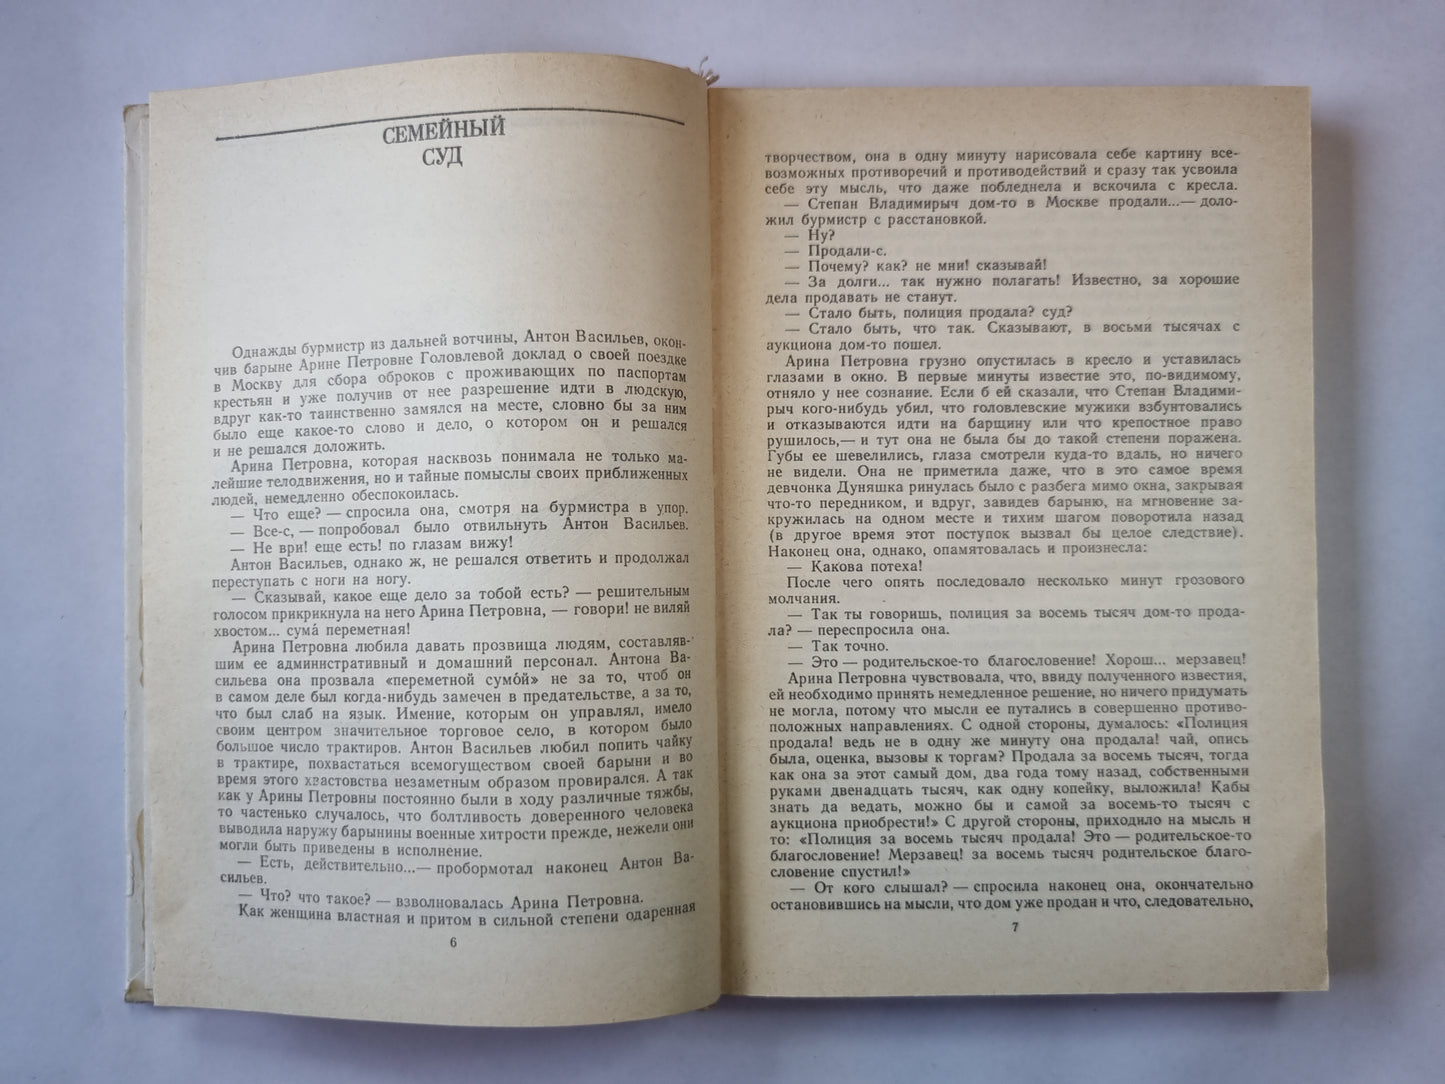 СЕМЕЙНЫЙ
СУД
Однажды бурмистр из дальней вотчины, Антон Васильев, окон-
чив барыне Арине Петровне Головлевой доклад о своей поездке
в Москву для сбора оброков с проживающих по паспортам
крестьян и уже получив от нее разрешение идти в людскую,
вдруг как-то таинственно замялся на месте, словно бы за ним
было еще какое-то слово и дело, о котором он и решался
и не решался доложить.
Арина Петровна, которая насквозь понимала не только ма-
лейшие телодвижения, но и тайные помыслы своих приближенных
людей, немедленно обеспокоилась.
— Что еще? — спросила она, смотря на бурмистра в упор.
— Все-с, — попробовал было отвильнуть Антон Васильев.
— Не ври! еще есть! по глазам вижу!
Антон Васильев, однако ж, не решался ответить и продолжал
переступать с ноги на ногу.
— Сказывай, какое еще дело за тобой есть? — решительным
голосом прикрикнула на него Арина Петровна, — говори! не виляй
хвостом... сума́ переметная!
Арина Петровна любила давать прозвища людям, составляв-
шим ее административный и домашний персонал. Антона Ва-
сильева она прозвала «переметной сумо́й» не за то, чтоб он
в самом деле был когда-нибудь замечен в предательстве, а за то,
что был слаб на язык. Имение, которым он управлял, имело
своим центром значительное торговое село, в котором было
большое число трактиров. Антон Васильев любил попить чайку
в трактире, похвастаться всемогуществом своей барыни и во
время этого хвастовства незаметным образом провирался. А так
как у Арины Петровны постоянно были в ходу различные тяжбы,
то частенько случалось, что болтливость доверенного человека
выводила наружу барынины военные хитрости прежде, нежели они
могли быть приведены в исполнение.
— Есть, действительно...— пробормотал наконец Антон Ва-
сильев.
— Что? что такое? — взволновалась Арина Петровна.
Как женщина властная и притом в сильной степени одаренная
6
творчеством, она в одну минуту нарисовала себе картину все-
возможных противоречий и противодействий и сразу так усвоила
себе эту мысль, что даже побледнела и вскочила с кресла.
— Степан Владимирыч дом-то в Москве продали...— доло-
жил бурмистр с расстановкой.
— Ну?
— Продали-с.
— Почему? как? не мни! сказывай!
— За долги... так нужно полагать! Известно, за хорошие
дела продавать не станут.
— Стало быть, полиция продала? суд?
— Стало быть, что так. Сказывают, в восьми тысячах с
аукциона дом-то пошел.
Арина Петровна грузно опустилась в кресло и уставилась
глазами в окно. В первые минуты известие это, по-видимому,
отняло у нее сознание. Если б ей сказали, что Степан Владими-
рыч кого-нибудь убил, что головлевские мужики взбунтовались
и отказываются идти на барщину или что крепостное право
рушилось,— и тут она не была бы до такой степени поражена.
Губы ее шевелились, глаза смотрели куда-то вдаль, но ничего
не видели. Она не приметила даже, что в это самое время
девчонка Дуняшка ринулась было с разбега мимо окна, закрывая
что-то передником, и вдруг, завидев барыню, на мгновение за-
кружилась на одном месте и тихим шагом поворотила назад
(в другое время этот поступок вызвал бы целое следствие).
Наконец она, однако, опамятовалась и произнесла:
— Какова потеха!
После чего опять последовало несколько минут грозового
молчания.
— Так ты говоришь, полиция за восемь тысяч дом-то прода-
ла? — переспросила она.
— Так точно.
— Это — родительское-то благословение! Хорош... мерзавец!
Арина Петровна чувствовала, что, ввиду полученного известия,
ей необходимо принять немедленное решение, но ничего придумать
не могла, потому что мысли ее путались в совершенно противо-
положных направлениях. С одной стороны, думалось: «Полиция
продала! ведь не в одну же минуту она продала! чай, опись
была, оценка, вызовы к торгам? Продала за восемь тысяч, тогда
как она за этот самый дом, два года тому назад, собственными
руками двенадцать тысяч, как одну копейку, выложила! Кабы
знать да ведать, можно бы и самой за восемь-то тысяч с
аукциона приобрести!» С другой стороны, приходило на мысль и
то: «Полиция за восемь тысяч продала! Это — родительское-то
благословение! Мерзавец! за восемь тысяч родительское благо-
словение спустил!»
— От кого слышал? — спросила наконец она, окончательно
остановившись на мысли, что дом уже продан и что, следовательно,
7